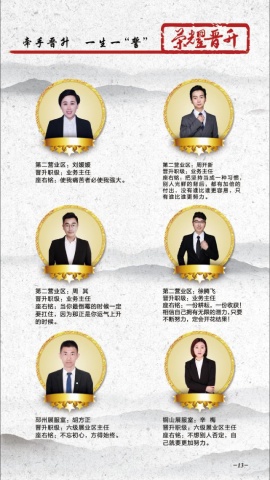 牵手晋升 一生一“誓”
荣耀晋升
第二营业区：刘媛媛
晋升职级：业务主任
座右铭：使我痛苦者必使我强大。
第二营业区：周开新
晋升职级：业务主任
座右铭：把坚持当成一种习惯，
别人光鲜的背后，都有加倍的
付出，没有谁比谁更容易，只
有谁比谁更努力。
第二营业区：周 其
晋升职级：业务主任
座右铭：当你最倒霉的时候一定
要扛住，因为那正是你运气上升
的时候。
第二营业区：徐腾飞
晋升职级：业务主任
座右铭：一份耕耘，一份收获！
相信自己拥有无限的潜力，只要
不断努力，定会开花结果！
邳州展服室：胡方正
晋升职级：六级展业区主任
座右铭：不忘初心，方得始终。
铜山展服室：李 梅
晋升职级：六级展业区主任
座右铭：不想别人否定，自
己就要更加努力。
--13--